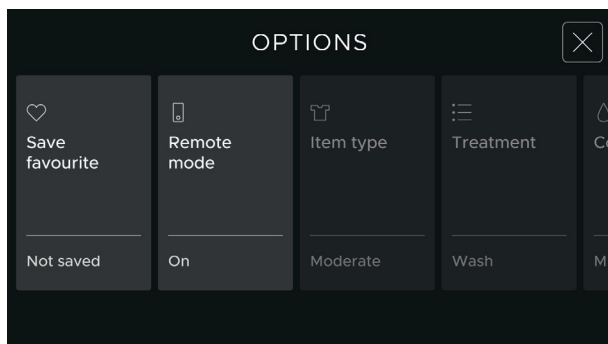 OPTIONS
Save
favourite
Remote
mode
Item type
Treatment
Not saved
On
Moderate
Wash
M